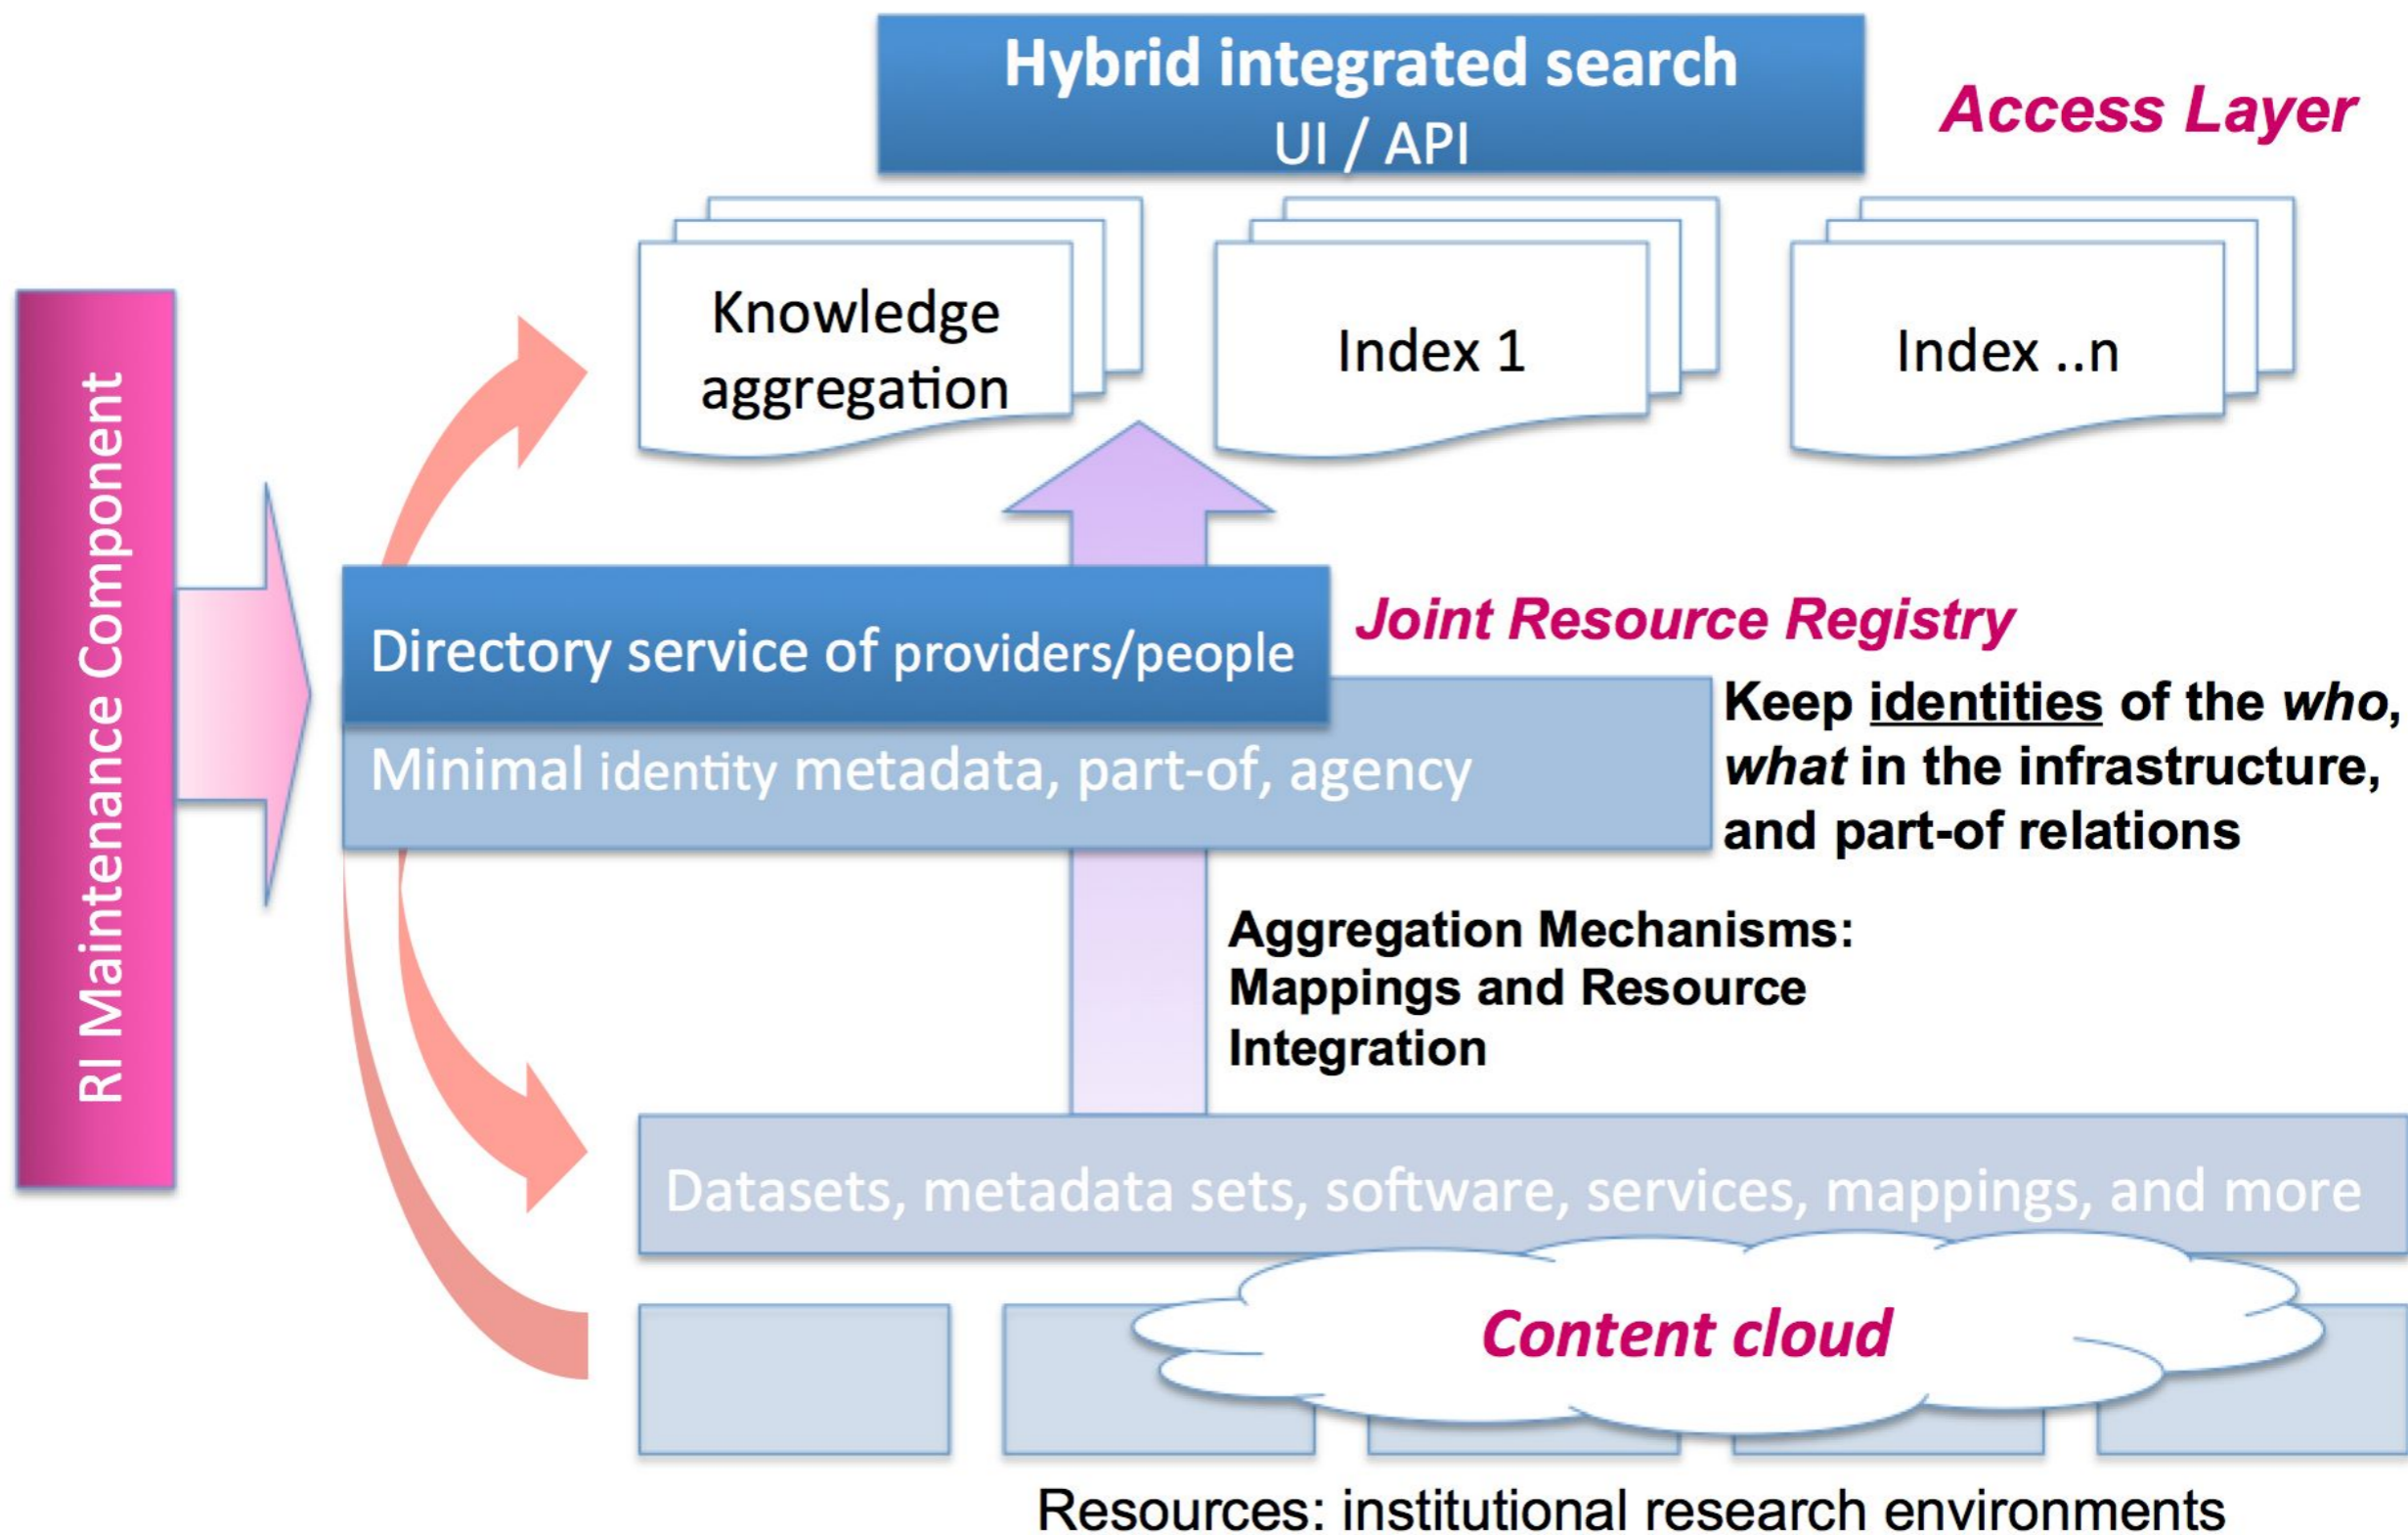 Hybrid integrated search
UI / API
Access Layer
Knowledge
aggregation
Index 1
Index ..n
RI Maintenance Component
Directory service of providers/people
Joint Resource Registry
Minimal identity metadata, part-of, agency
Keep identities of the who,
what in the infrastructure,
and part-of relations
Aggregation Mechanisms:
Mappings and Resource
Integration
Datasets, metadata sets, software, services, mappings, and more
Content cloud
Resources: institutional research environments